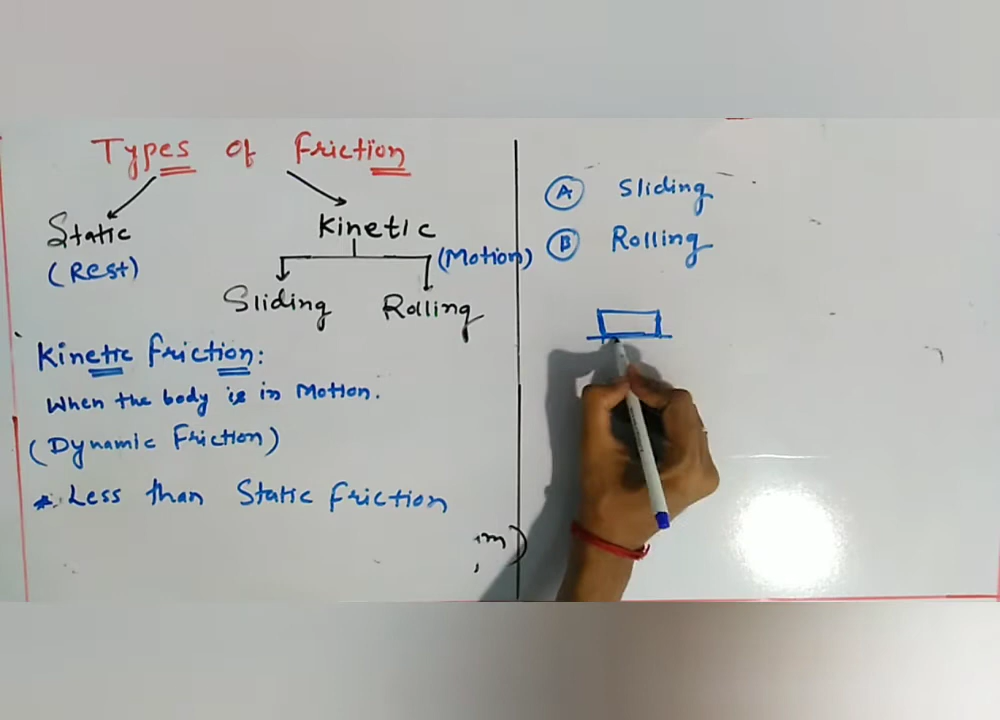 Types of Friction
Static
Kinetic
(Rest)
(Motion)
Sliding
Rolling
Kinetic friction:
When the body is in Motion.
(Dynamic Friction)
* Less than Static Friction
A Sliding
B Rolling